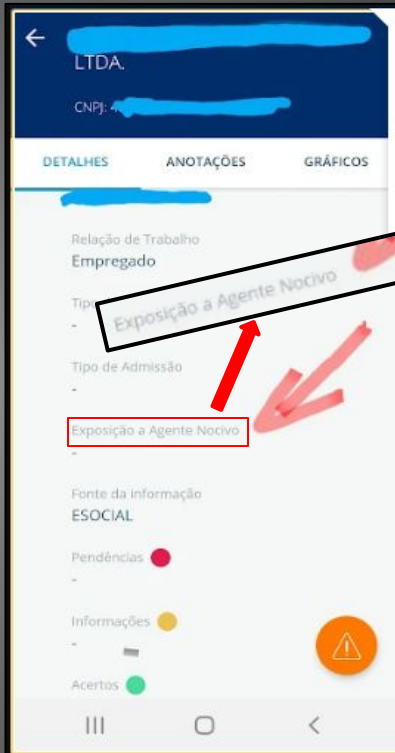 LTDA.
CNPJ:
DETALHES ANOTAÇÕES GRÁFICOS
Relação de Trabalho
Empregado
Exposição a Agente Nocivo
-
Tipo de Admissão
-
Exposição a Agente Nocivo
-
Fonte da informação
ESOCIAL
Pendências
-
Informações
-
Acertos